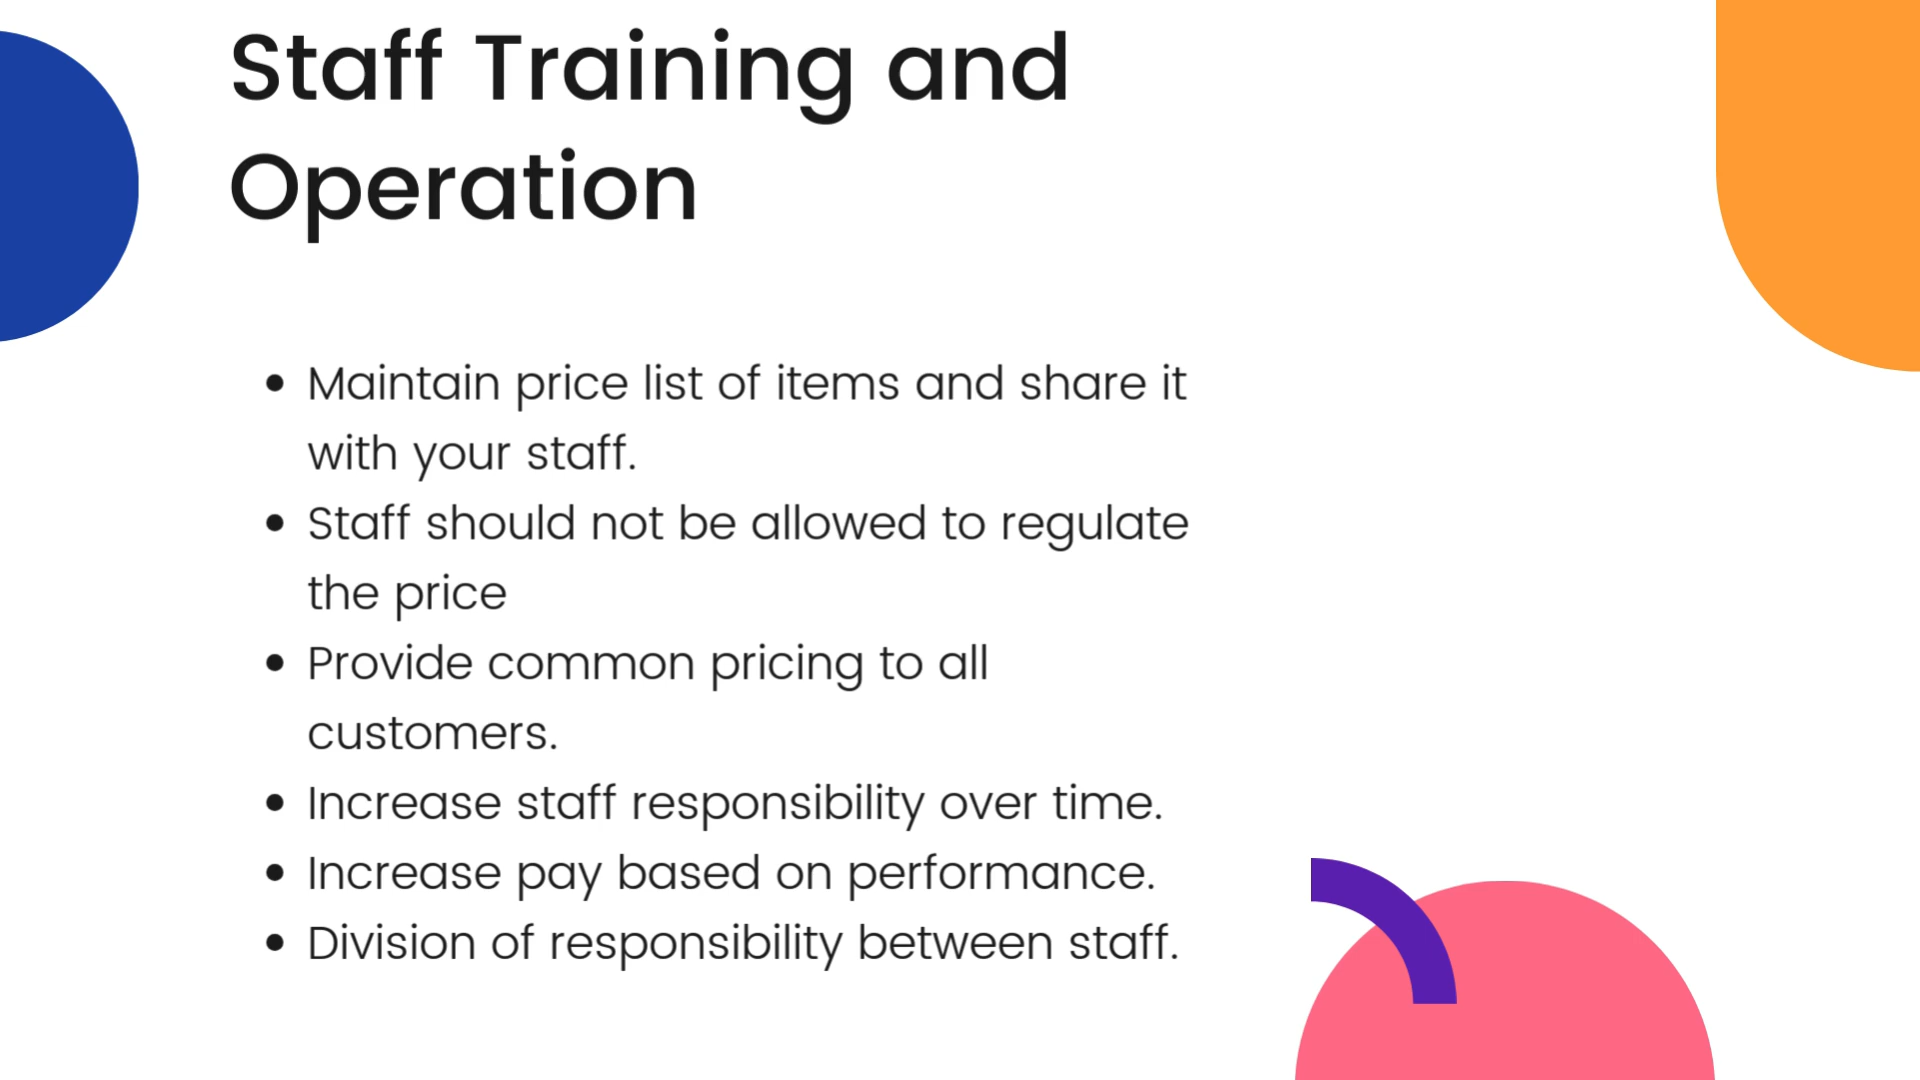 Staff Training and
Operation
• Maintain price list of items and share it
with your staff.
• Staff should not be allowed to regulate
the price
• Provide common pricing to all
customers.
• Increase staff responsibility over time.
• Increase pay based on performance.
• Division of responsibility between staff.